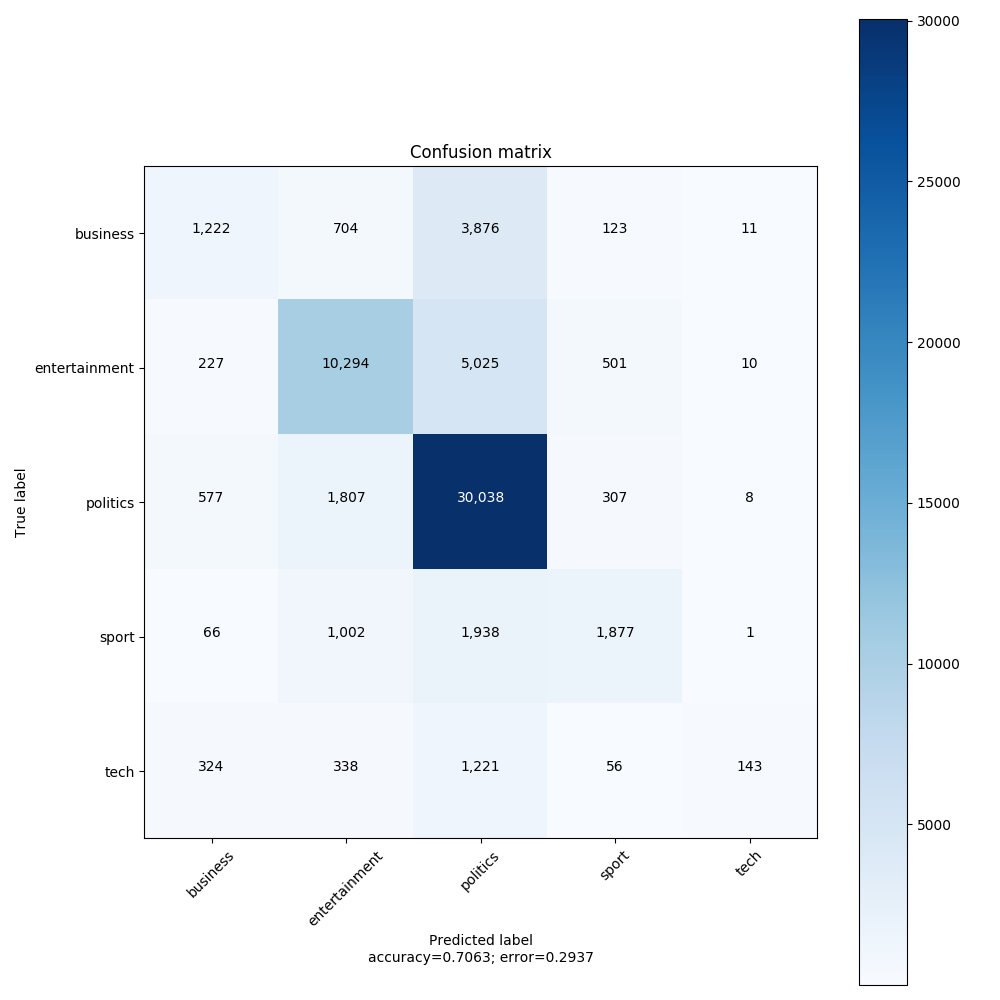 Confusion matrix
business 1,222 704 3,876 123 11
entertainment 227 10,294 5,025 501 10
politics 577 1,807 30,038 307 8
sport 66 1,002 1,938 1,877 1
tech 324 338 1,221 56 143
True label
business entertainment politics sport tech
Predicted label
accuracy=0.7063; error=0.2937
30000
25000
20000
15000
10000
5000